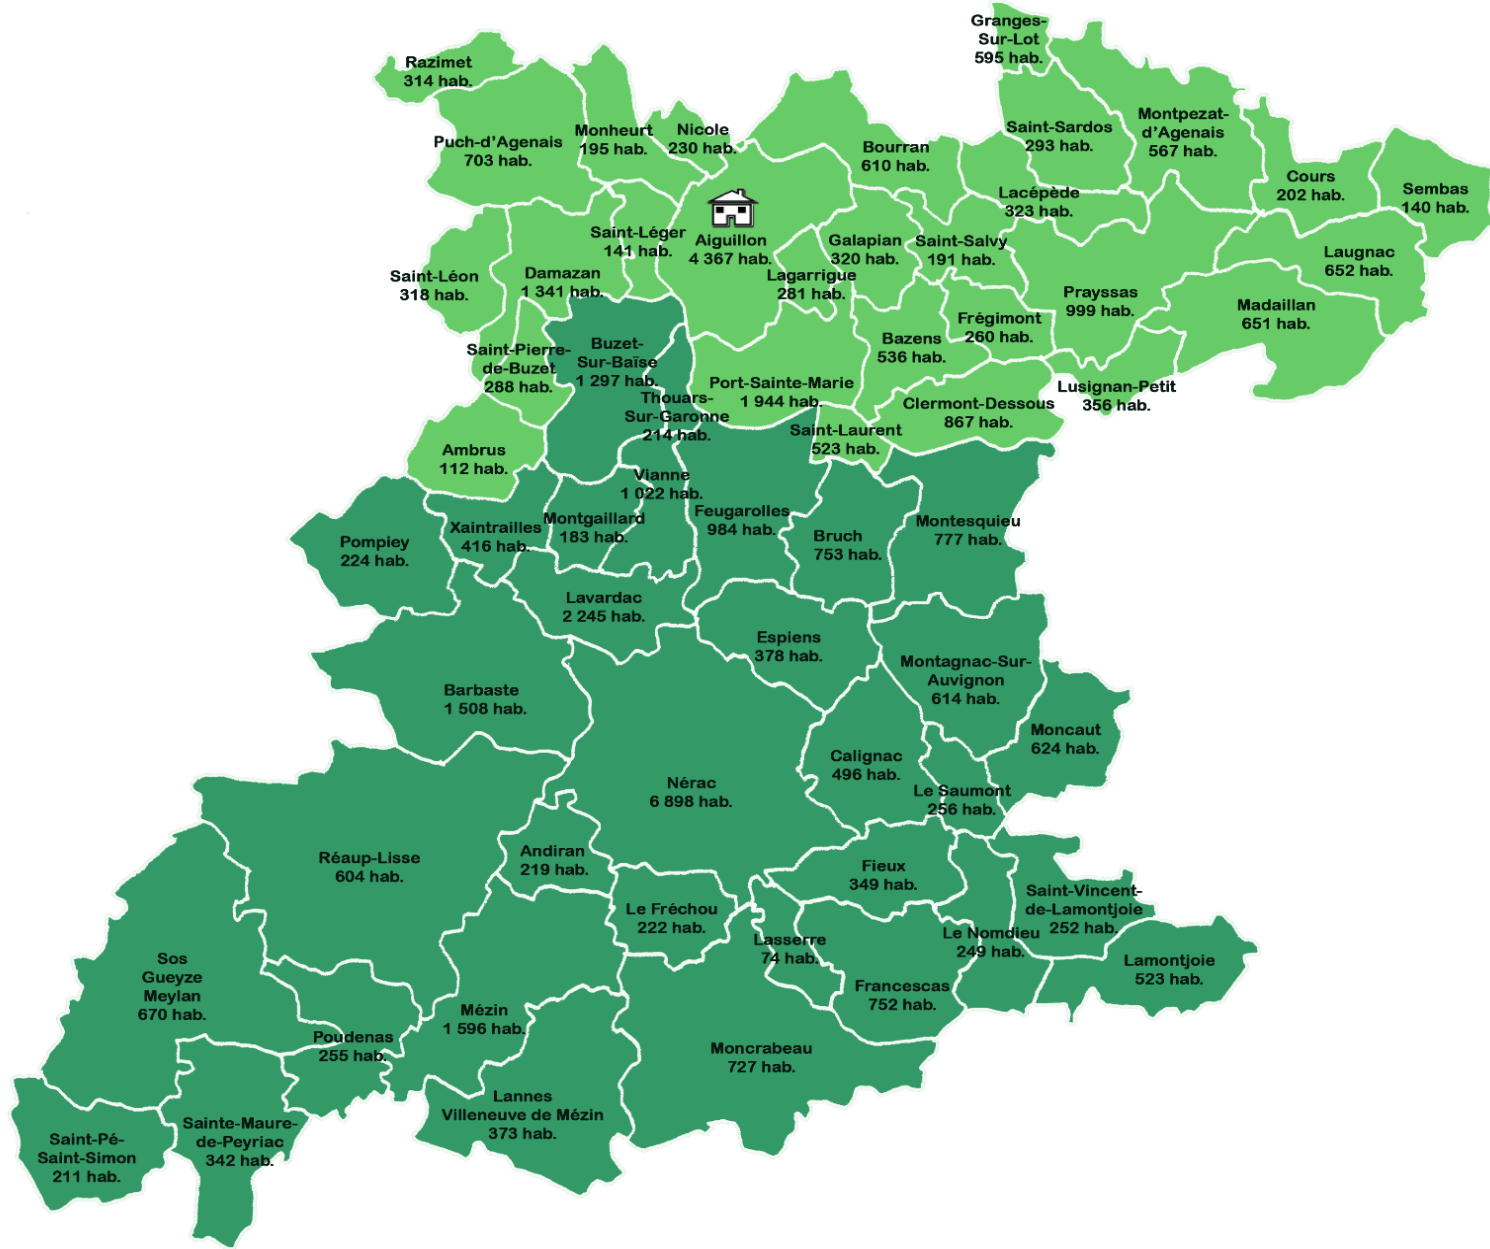 Granges-
Sur-Lot
595 hab.
Razimet
314 hab.
Puch-d'Agenais
703 hab.
Monheurt
195 hab.
Nicole
230 hab.
Bourran
610 hab.
Saint-Sardos
293 hab.
Montpezat-
d'Agenais
567 hab.
Cours
202 hab.
Sembas
140 hab.
Lacépède
323 hab.
Saint-Léger
141 hab.
Aiguillon
4 367 hab.
Galapian
320 hab.
Saint-Salvy
191 hab.
Laugnac
652 hab.
Saint-Léon
318 hab.
Damazan
1 341 hab.
Lagarrigue
281 hab.
Prayssas
999 hab.
Madaillan
651 hab.
Frégimont
260 hab.
Bazens
536 hab.
Saint-Pierre-
de-Buzet
288 hab.
Buzet-
Sur-Baïse
1 297 hab.
Port-Sainte-Marie
1 944 hab.
Lusignan-Petit
356 hab.
Thouars-
Sur-Garonne
214 hab.
Clermont-Dessous
867 hab.
Saint-Laurent
523 hab.
Ambrus
112 hab.
Vianne
1 022 hab.
Pompiey
224 hab.
Xaintrailles
416 hab.
Montgaillard
183 hab.
Feugarolles
984 hab.
Bruch
753 hab.
Montesquieu
777 hab.
Lavardac
2 245 hab.
Espiens
378 hab.
Montagnac-Sur-
Auvignon
614 hab.
Barbaste
1 508 hab.
Moncaut
624 hab.
Calignac
496 hab.
Nérac
6 898 hab.
Le Saumont
256 hab.
Réaup-Lisse
604 hab.
Andiran
219 hab.
Fieux
349 hab.
Saint-Vincent-
de-Lamontjoie
252 hab.
Le Fréchou
222 hab.
Lasserre
74 hab.
Le Nomdieu
249 hab.
Lamontjoie
523 hab.
Sos
Gueyze
Meylan
670 hab.
Francescas
752 hab.
Mézin
1 596 hab.
Poudenas
255 hab.
Moncrabeau
727 hab.
Lannes
Villeneuve de Mézin
373 hab.
Sainte-Maure-
de-Peyriac
342 hab.
Saint-Pé-
Saint-Simon
211 hab.